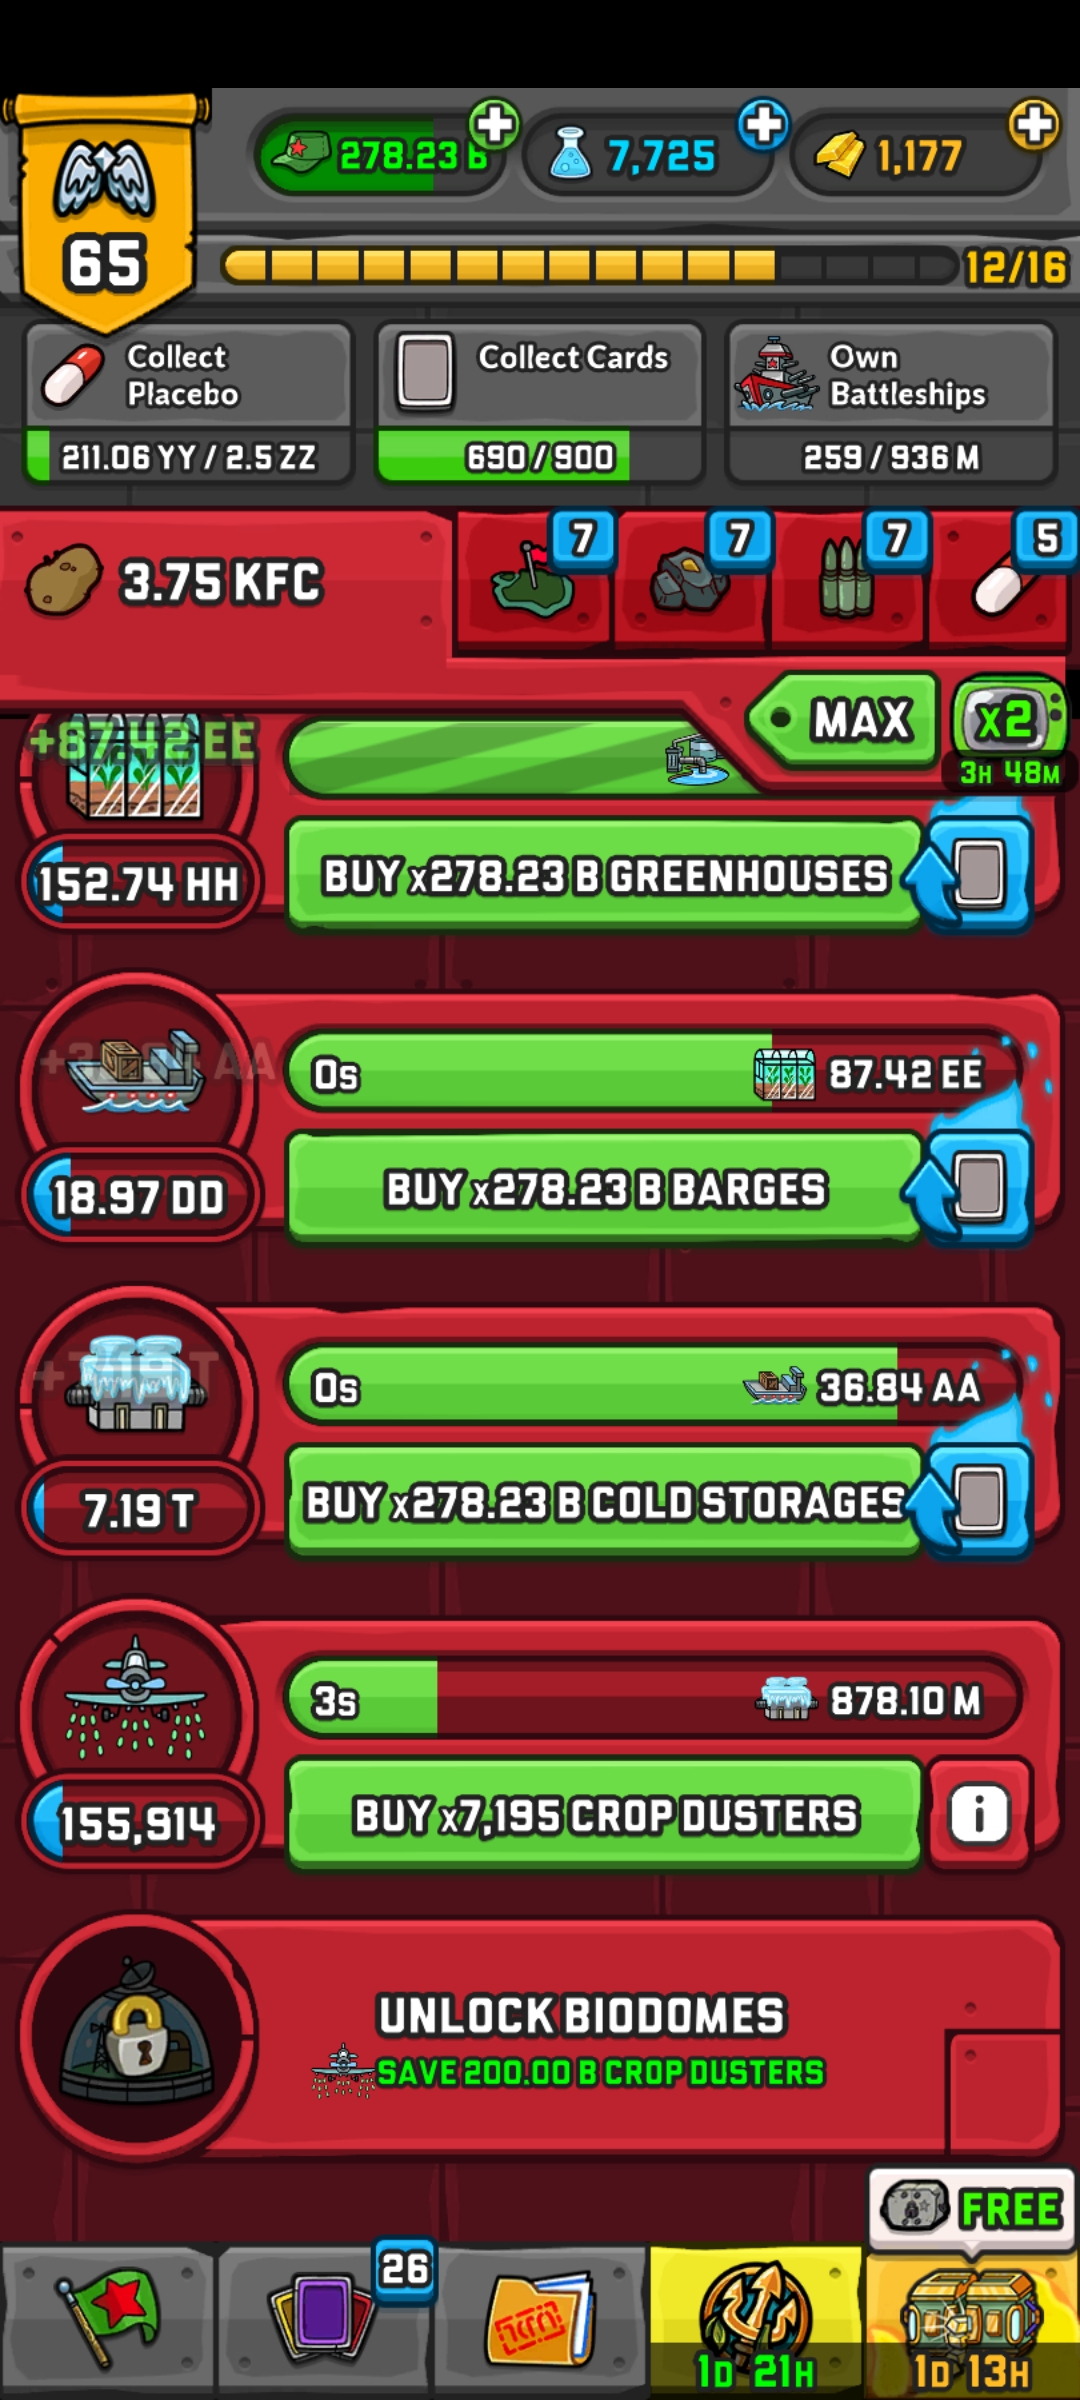 278.23 B
7,725
1,177
65
12/16
Collect
Placebo
211.06 YY / 2.5 ZZ
Collect Cards
690 / 900
Own
Battleships
259 / 936 M
3.75 KFC
7
7
7
5
MAX
x2
3H 48M
+87.42 EE
152.74 HH
BUY x278.23 B GREENHOUSES
0s
87.42 EE
18.97 DD
BUY x278.23 B BARGES
0s
36.84 AA
7.19 T
BUY x278.23 B COLD STORAGES
3s
878.10 M
155,914
BUY x7,195 CROP DUSTERS
i
UNLOCK BIODOMES
SAVE 200.00 B CROP DUSTERS
FREE
26
1D 21H
1D 13H